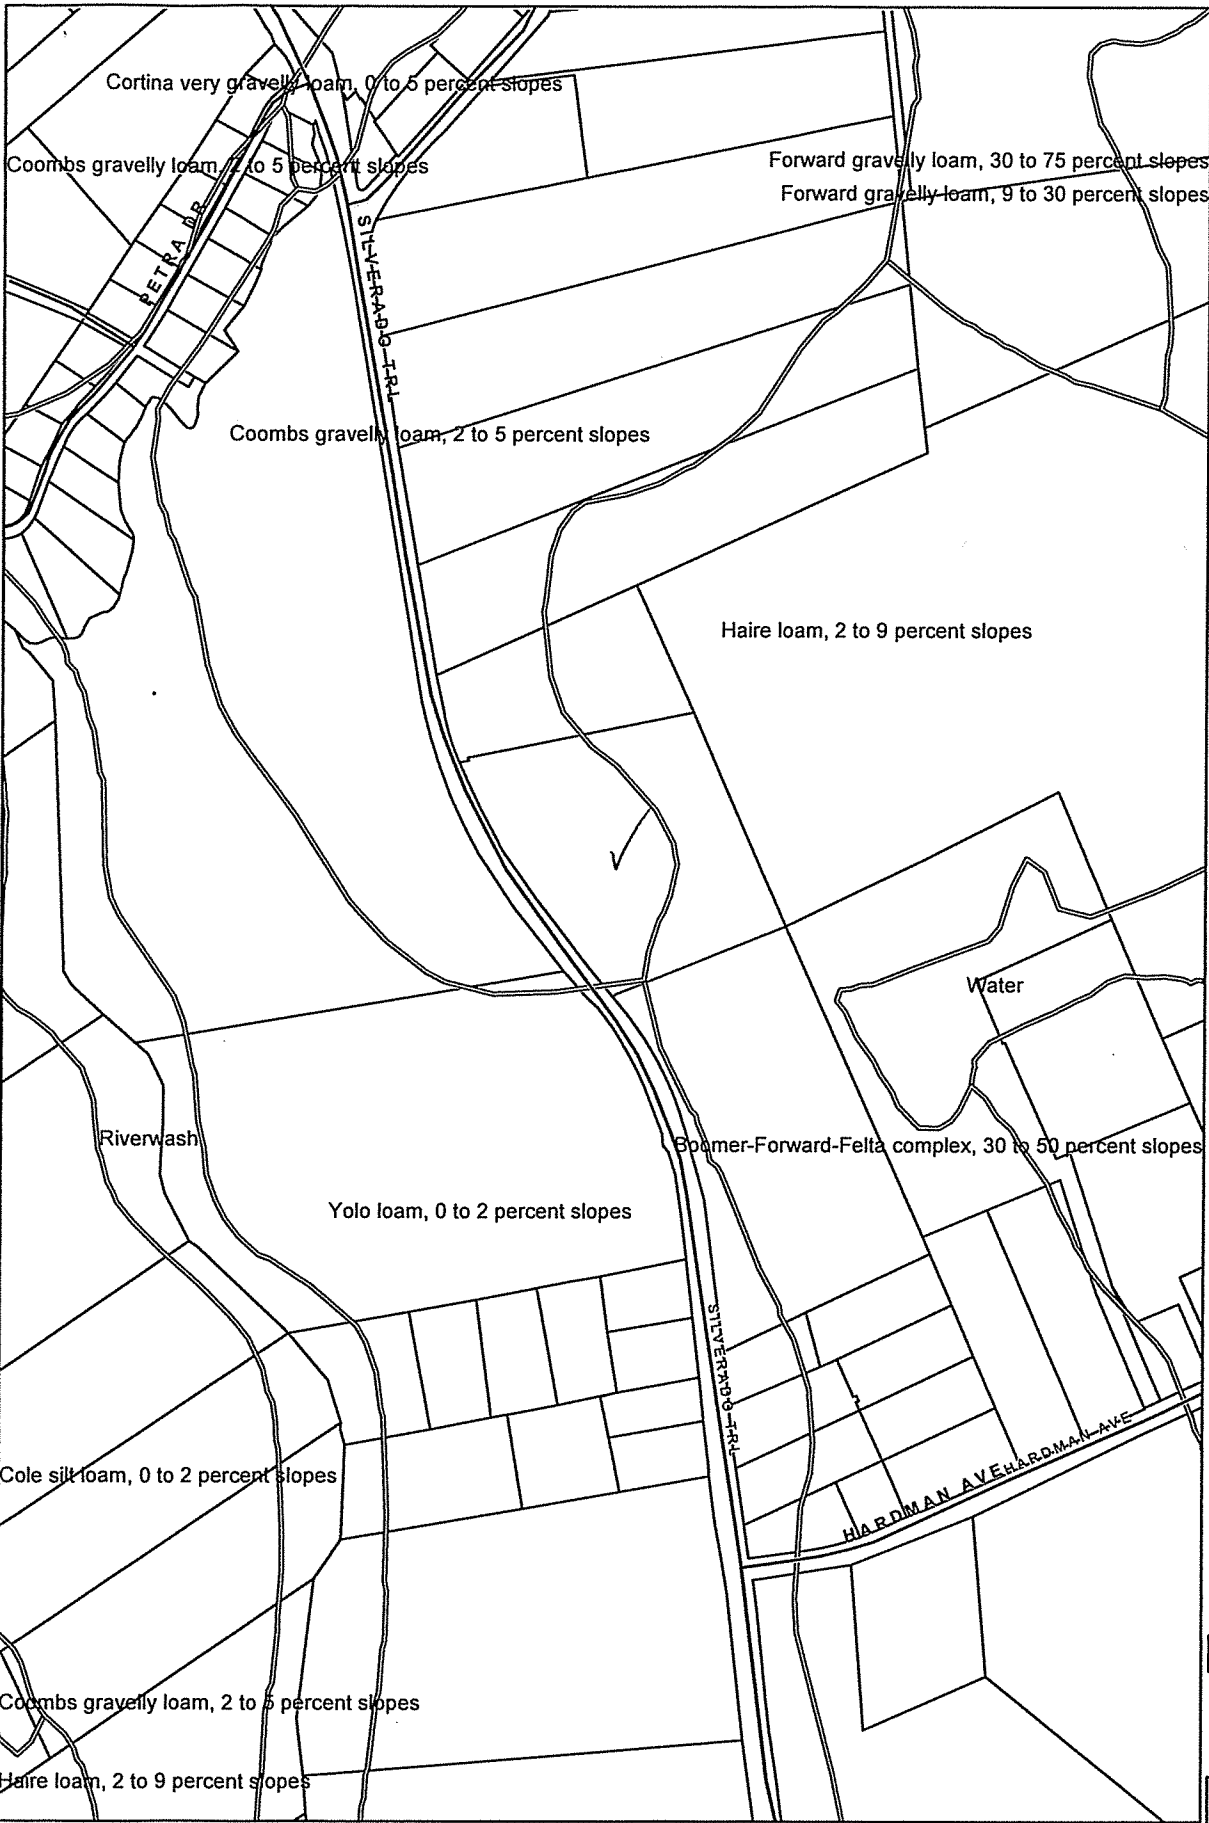 Cortina very gravelly loam, 0 to 5 percent slopes
Coombs gravelly loam, 2 to 5 percent slopes
Forward gravelly loam, 30 to 75 percent slopes
Forward gravelly loam, 9 to 30 percent slopes
PETRA DR
SILVERADO TRL
Coombs gravelly loam, 2 to 5 percent slopes
Haire loam, 2 to 9 percent slopes
Water
Riverwash
Boomer-Forward-Felta complex, 30 to 50 percent slopes
Yolo loam, 0 to 2 percent slopes
SILVERADO TRL
HARDMAN AVE
HARDMAN AVE
Cole silt loam, 0 to 2 percent slopes
Coombs gravelly loam, 2 to 5 percent slopes
Haire loam, 2 to 9 percent slopes